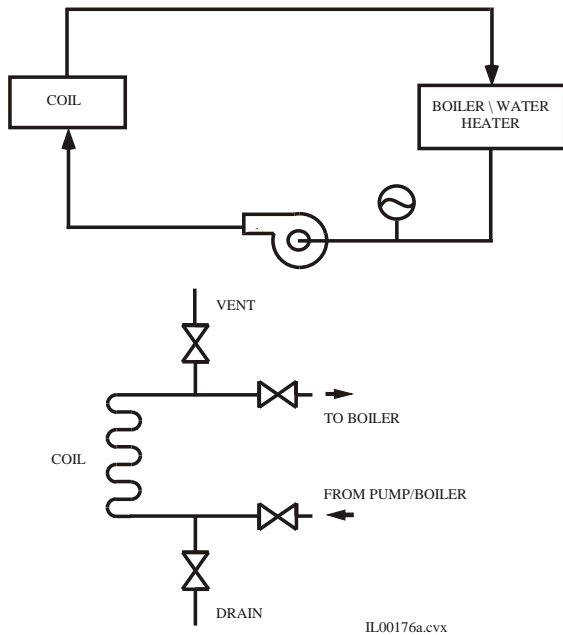 COIL
BOILER \ WATER
HEATER
VENT
TO BOILER
COIL
FROM PUMP/BOILER
DRAIN
IL00176a.cvx